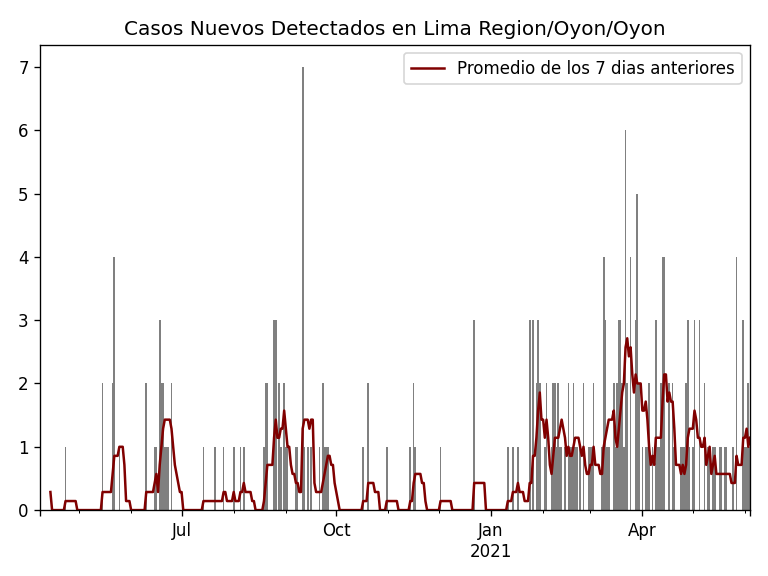 Casos Nuevos Detectados en Lima Region/Oyon/Oyon
Promedio de los 7 dias anteriores
7
6
5
4
3
2
1
0
Jul
Oct
Jan
2021
Apr